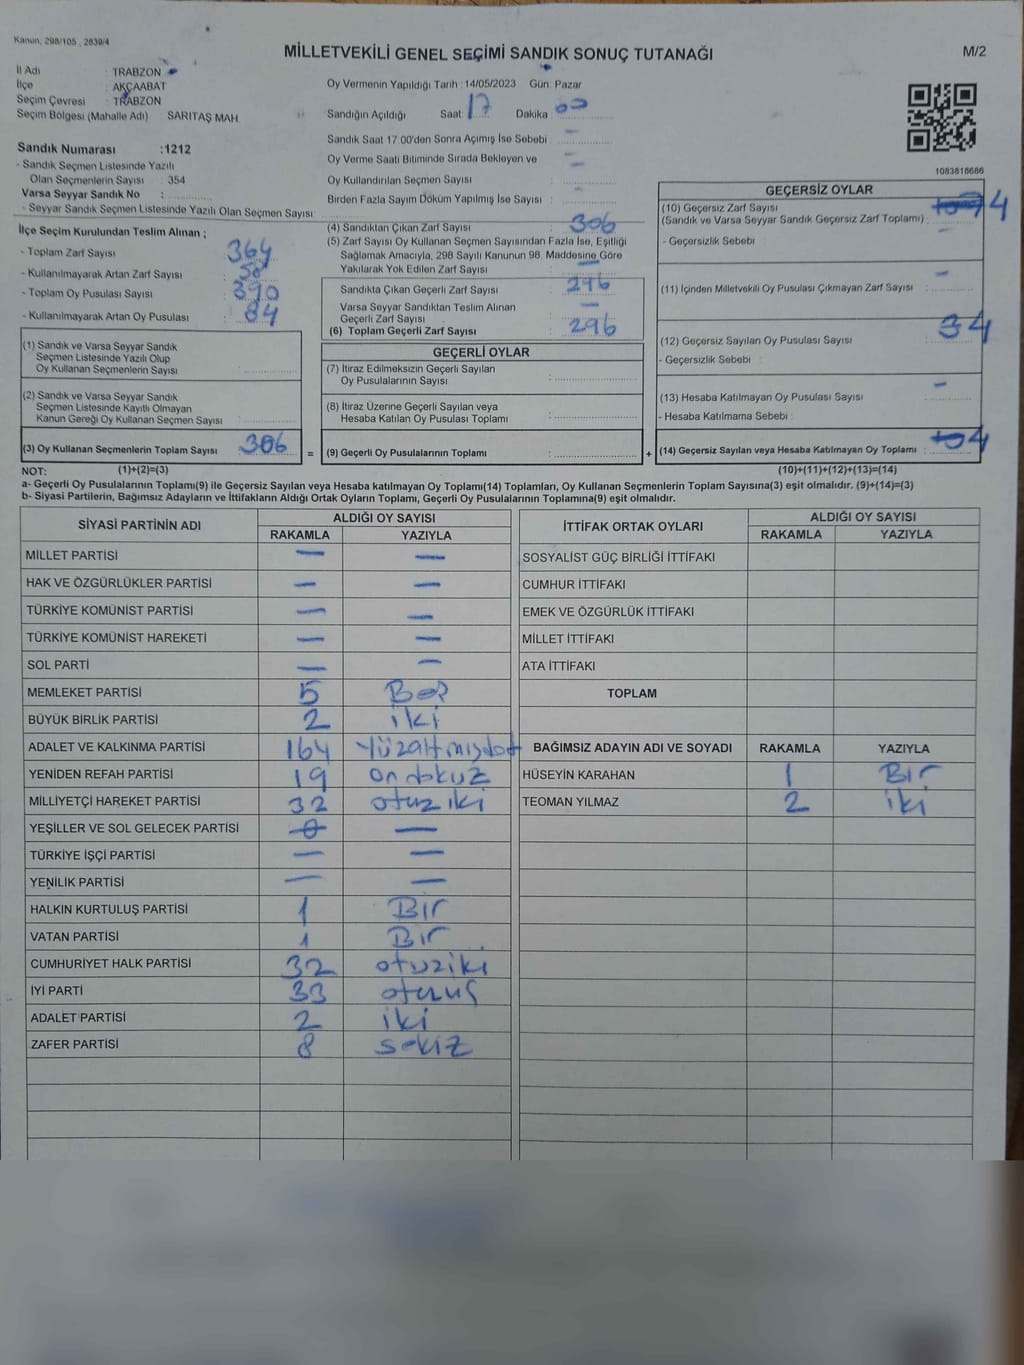 Kanun: 298/105 , 2839/4
MİLLETVEKİLİ GENEL SEÇİMİ SANDIK SONUÇ TUTANAĞI
M/2
İl Adı : TRABZON
İlçe : AKÇAABAT
Seçim Çevresi : TRABZON
Seçim Bölgesi (Mahalle Adı) SARITAŞ MAH.
Oy Vermenin Yapıldığı Tarih : 14/05/2023 Gün: Pazar
Sandığın Açıldığı Saat: 17 Dakika: 00
Sandık Saat 17.00'den Sonra Açımış İse Sebebi : -
Oy Verme Saati Bitiminde Sırada Bekleyen ve
Oy Kullandırılan Seçmen Sayısı : -
Birden Fazla Sayım Döküm Yapılmış İse Sayısı : -
Sandık Numarası :1212
- Sandık Seçmen Listesinde Yazılı
Olan Seçmenlerin Sayısı : 354
Varsa Seyyar Sandık No :
- Seyyar Sandık Seçmen Listesinde Yazılı Olan Seçmen Sayısı :
1083818686
İlçe Seçim Kurulundan Teslim Alınan ;
- Toplam Zarf Sayısı : 364
- Kullanılmayarak Artan Zarf Sayısı : 58
- Toplam Oy Pusulası Sayısı : 390
- Kullanılmayarak Artan Oy Pusulası : 84
(4) Sandıktan Çıkan Zarf Sayısı : 306
(5) Zarf Sayısı Oy Kullanan Seçmen Sayısından Fazla İse, Eşitliği
Sağlamak Amacıyla, 298 Sayılı Kanunun 98. Maddesine Göre
Yakılarak Yok Edilen Zarf Sayısı : -
Sandıkta Çıkan Geçerli Zarf Sayısı : 296
Varsa Seyyar Sandıktan Teslim Alınan
Geçerli Zarf Sayısı : -
(6) Toplam Geçerli Zarf Sayısı : 296
GEÇERSİZ OYLAR
(10) Geçersiz Zarf Sayısı : 4
(Sandık ve Varsa Seyyar Sandık Geçersiz Zarf Toplamı)
- Geçersizlik Sebebi :
(11) İçinden Milletvekili Oy Pusulası Çıkmayan Zarf Sayısı : -
(12) Geçersiz Sayılan Oy Pusulası Sayısı : 34
- Geçersizlik Sebebi :
(13) Hesaba Katılmayan Oy Pusulası Sayısı : -
- Hesaba Katılmama Sebebi :
(14) Geçersiz Sayılan veya Hesaba Katılmayan Oy Toplamı : 4
(1) Sandık ve Varsa Seyyar Sandık
Seçmen Listesinde Yazılı Olup
Oy Kullanan Seçmenlerin Sayısı :
(2) Sandık ve Varsa Seyyar Sandık
Seçmen Listesinde Kayıtlı Olmayan
Kanun Gereği Oy Kullanan Seçmen Sayısı :
(3) Oy Kullanan Seçmenlerin Toplam Sayısı : 306
=
GEÇERLİ OYLAR
(7) İtiraz Edilmeksizin Geçerli Sayılan
Oy Pusulalarının Sayısı :
(8) İtiraz Üzerine Geçerli Sayılan veya
Hesaba Katılan Oy Pusulası Toplamı :
(9) Geçerli Oy Pusulalarının Toplamı :
+
NOT: (1)+(2)=(3) (10)+(11)+(12)+(13)=(14)
a- Geçerli Oy Pusulalarının Toplamı(9) ile Geçersiz Sayılan veya Hesaba katılmayan Oy Toplamı(14) Toplamları, Oy Kullanan Seçmenlerin Toplam Sayısına(3) eşit olmalıdır. (9)+(14)=(3)
b- Siyasi Partilerin, Bağımsız Adayların ve İttifakların Aldığı Ortak Oyların Toplamı, Geçerli Oy Pusulalarının Toplamına(9) eşit olmalıdır.
SİYASİ PARTİNİN ADI ALDIĞI OY SAYISI
RAKAMLA YAZIYLA
MİLLET PARTİSİ - -
HAK VE ÖZGÜRLÜKLER PARTİSİ - -
TÜRKİYE KOMÜNİST PARTİSİ - -
TÜRKİYE KOMÜNİST HAREKETİ - -
SOL PARTİ - -
MEMLEKET PARTİSİ 5 Beş
BÜYÜK BİRLİK PARTİSİ 2 iki
ADALET VE KALKINMA PARTİSİ 164 Yüzaltmışdört
YENİDEN REFAH PARTİSİ 19 ondokuz
MİLLİYETÇİ HAREKET PARTİSİ 32 otuziki
YEŞİLLER VE SOL GELECEK PARTİSİ 0 -
TÜRKİYE İŞÇİ PARTİSİ - -
YENİLİK PARTİSİ - -
HALKIN KURTULUŞ PARTİSİ 1 Bir
VATAN PARTİSİ 1 Bir
CUMHURİYET HALK PARTİSİ 32 otuziki
İYİ PARTİ 33 otuzüç
ADALET PARTİSİ 2 iki
ZAFER PARTİSİ 8 sekiz
İTTİFAK ORTAK OYLARI ALDIĞI OY SAYISI
RAKAMLA YAZIYLA
SOSYALİST GÜÇ BİRLİĞİ İTTİFAKI
CUMHUR İTTİFAKI
EMEK VE ÖZGÜRLÜK İTTİFAKI
MİLLET İTTİFAKI
ATA İTTİFAKI
TOPLAM
BAĞIMSIZ ADAYIN ADI VE SOYADI RAKAMLA YAZIYLA
HÜSEYİN KARAHAN 1 Bir
TEOMAN YILMAZ 2 iki